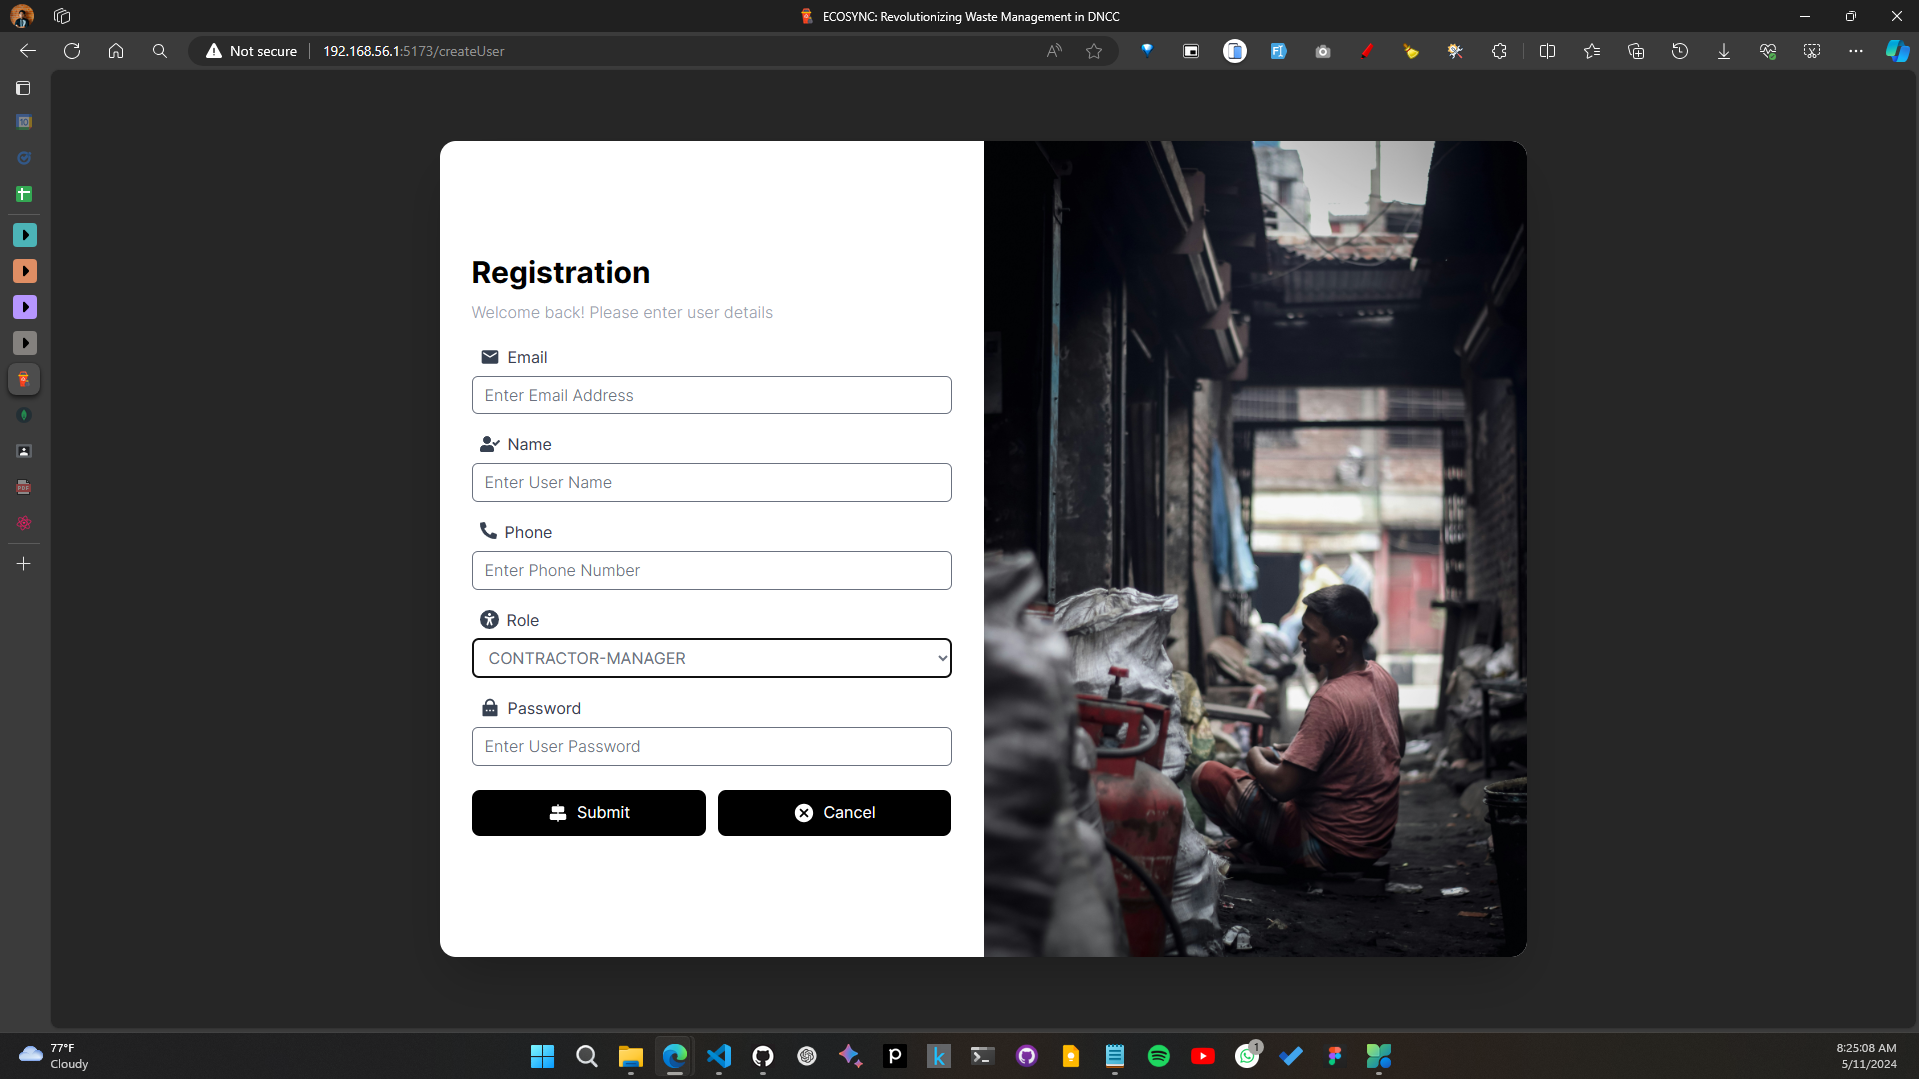 ECOSYNC: Revolutionizing Waste Management in DNCC
Not secure
192.168.56.1:5173/createUser
Registration
Welcome back! Please enter user details
Email
Enter Email Address
Name
Enter User Name
Phone
Enter Phone Number
Role
CONTRACTOR-MANAGER
Password
Enter User Password
Submit
Cancel
77°F
Cloudy
1
8:25:08 AM
5/11/2024